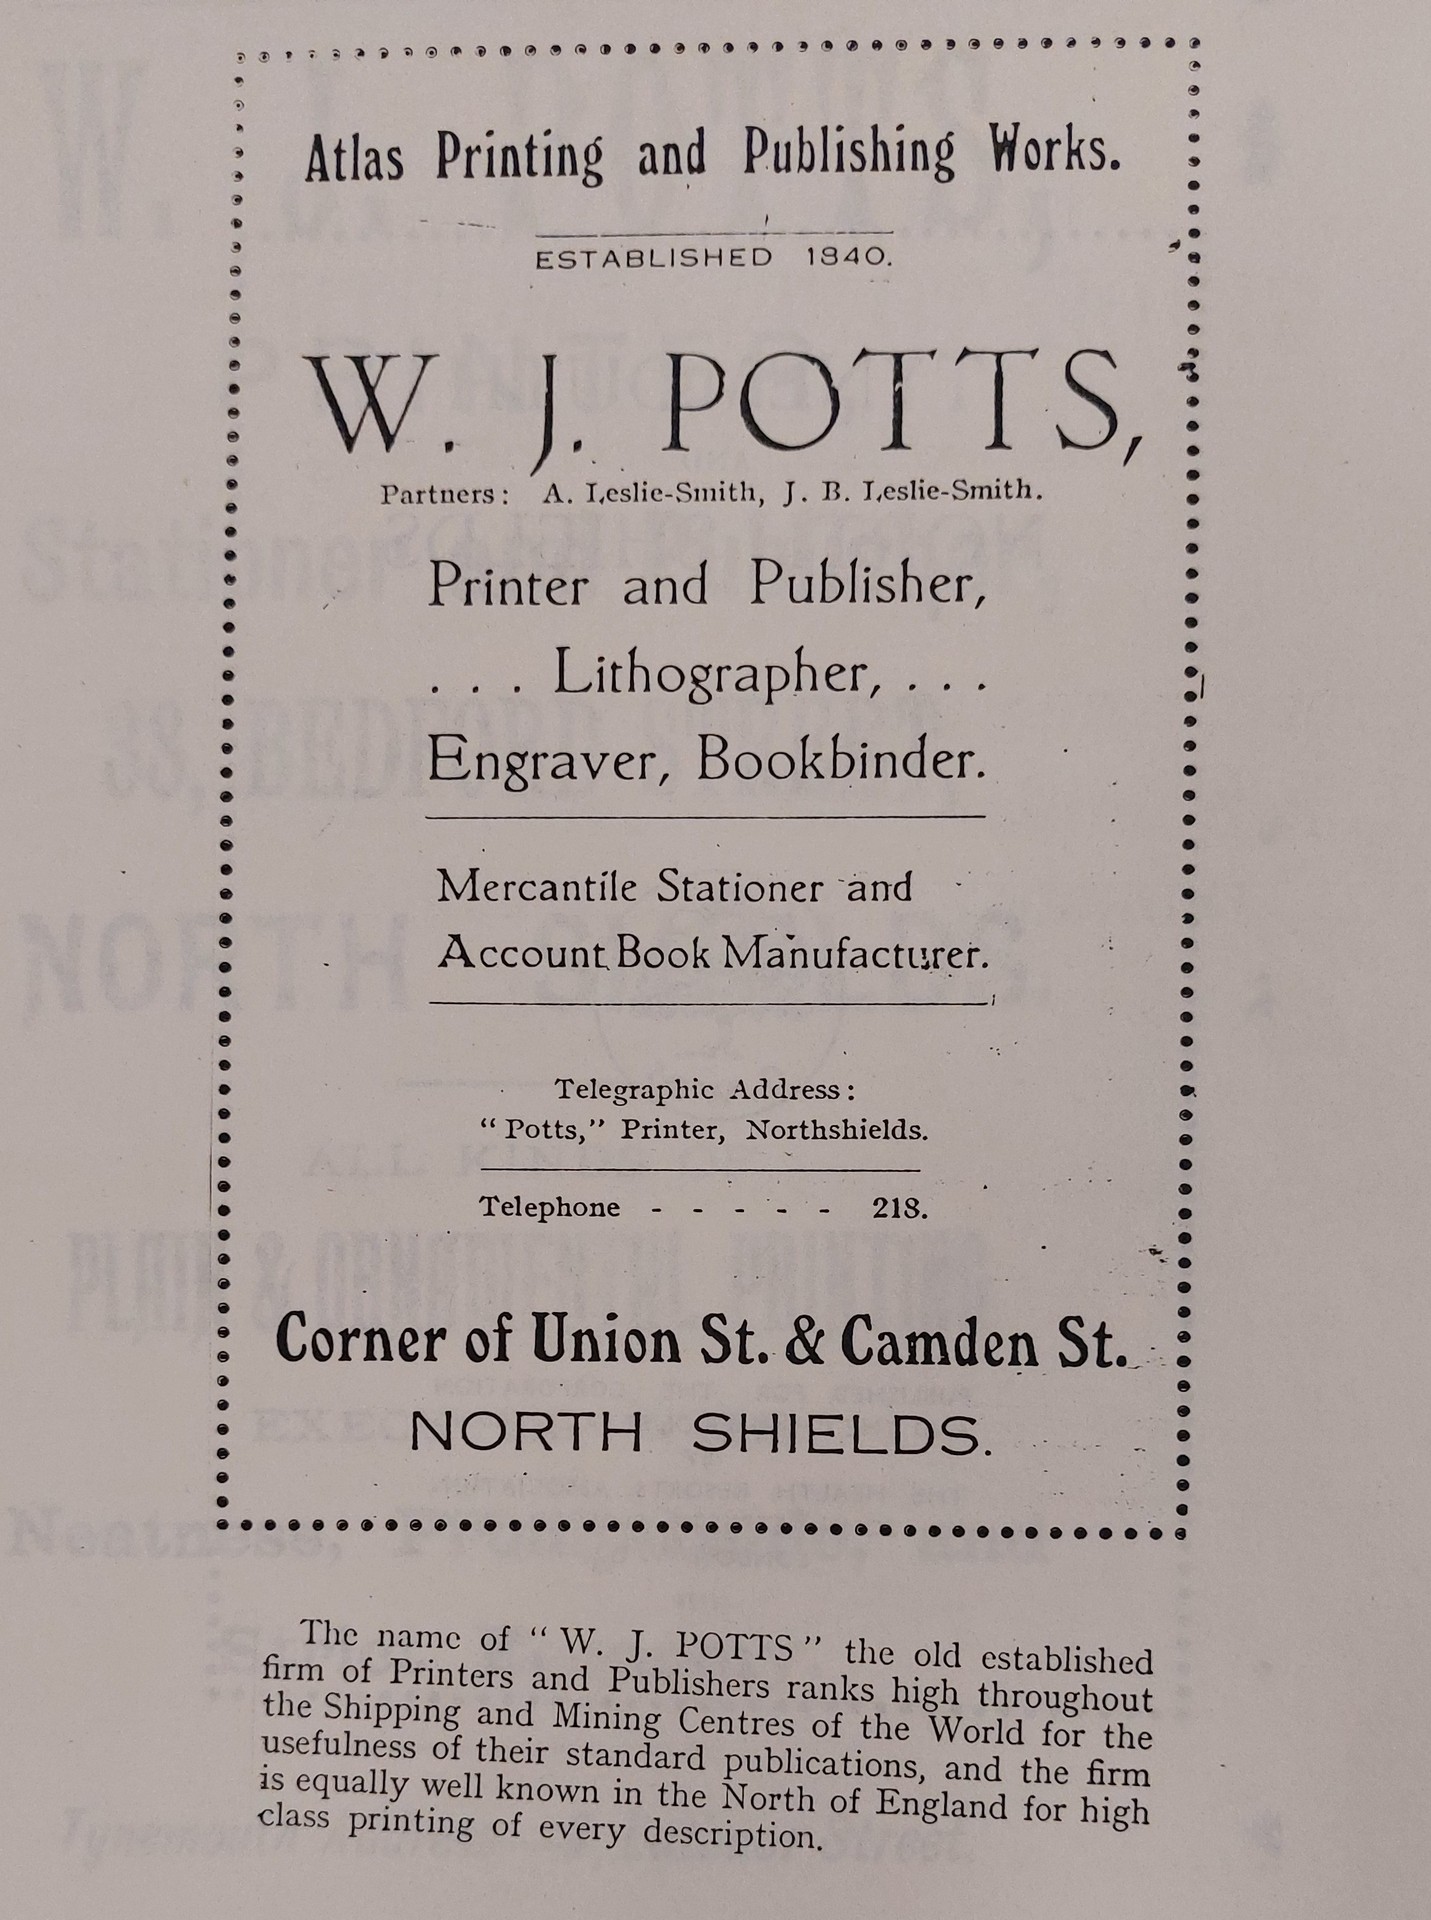 Atlas Printing and Publishing Works.
ESTABLISHED 1840.
W. J. POTTS,
Partners: A. Leslie-Smith, J. B. Leslie-Smith.
Printer and Publisher,
. . . Lithographer, . . .
Engraver, Bookbinder.
Mercantile Stationer and
Account Book Manufacturer.
Telegraphic Address:
“Potts,” Printer, Northshields.
Telephone - - - - - 218.
Corner of Union St. & Camden St.
NORTH SHIELDS.
The name of “W. J. POTTS” the old established
firm of Printers and Publishers ranks high throughout
the Shipping and Mining Centres of the World for the
usefulness of their standard publications, and the firm
is equally well known in the North of England for high
class printing of every description.